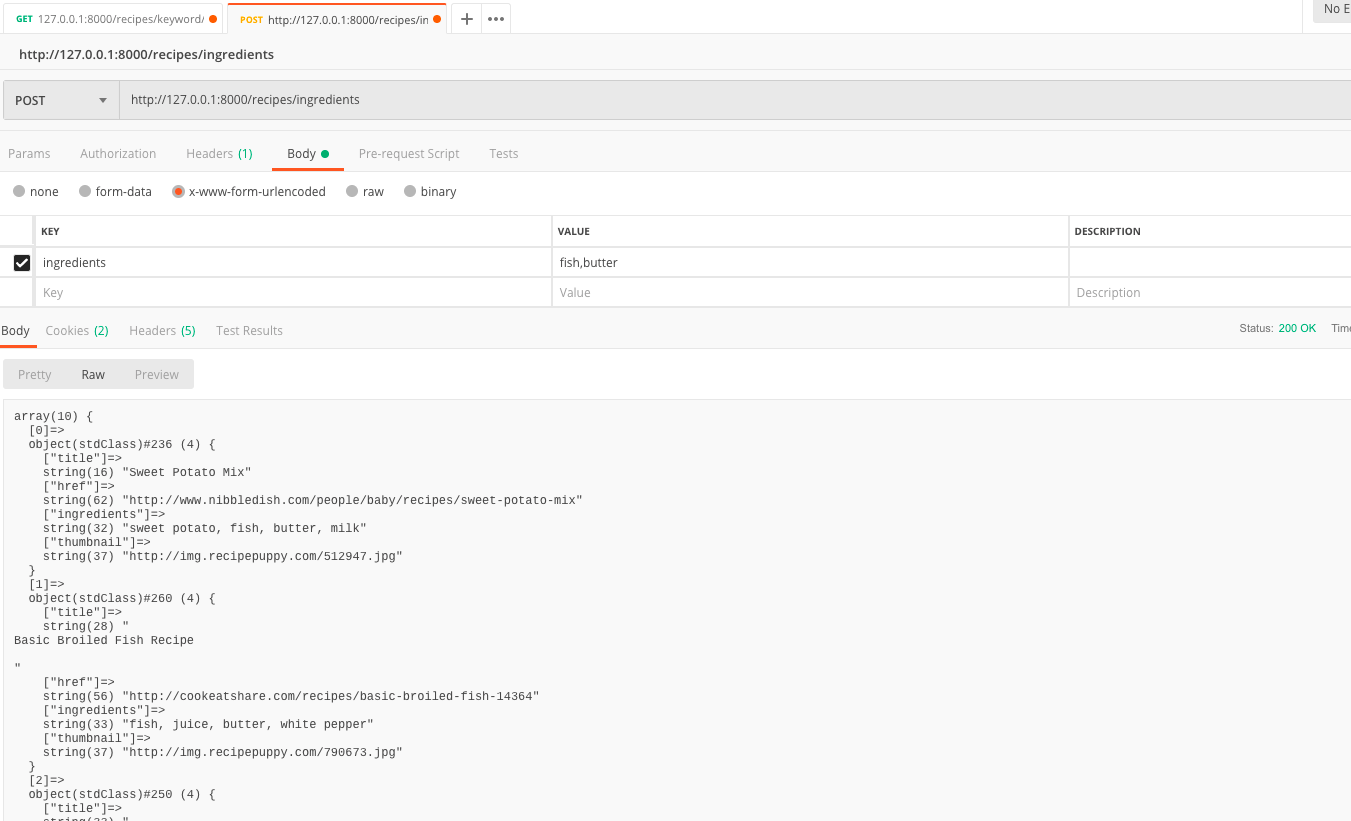 GET 127.0.0.1:8000/recipes/keyword/ POST http://127.0.0.1:8000/recipes/in No E
http://127.0.0.1:8000/recipes/ingredients
POST http://127.0.0.1:8000/recipes/ingredients
Params Authorization Headers (1) Body Pre-request Script Tests
none form-data x-www-form-urlencoded raw binary
KEY VALUE DESCRIPTION
ingredients fish,butter
Key Value Description
Body Cookies (2) Headers (5) Test Results Status: 200 OK Time
Pretty Raw Preview
array(10) {
  [0]=>
  object(stdClass)#236 (4) {
    ["title"]=>
    string(16) "Sweet Potato Mix"
    ["href"]=>
    string(62) "http://www.nibbledish.com/people/baby/recipes/sweet-potato-mix"
    ["ingredients"]=>
    string(32) "sweet potato, fish, butter, milk"
    ["thumbnail"]=>
    string(37) "http://img.recipepuppy.com/512947.jpg"
  }
  [1]=>
  object(stdClass)#260 (4) {
    ["title"]=>
    string(28) "
Basic Broiled Fish Recipe
"
    ["href"]=>
    string(56) "http://cookeatshare.com/recipes/basic-broiled-fish-14364"
    ["ingredients"]=>
    string(33) "fish, juice, butter, white pepper"
    ["thumbnail"]=>
    string(37) "http://img.recipepuppy.com/790673.jpg"
  }
  [2]=>
  object(stdClass)#250 (4) {
    ["title"]=>